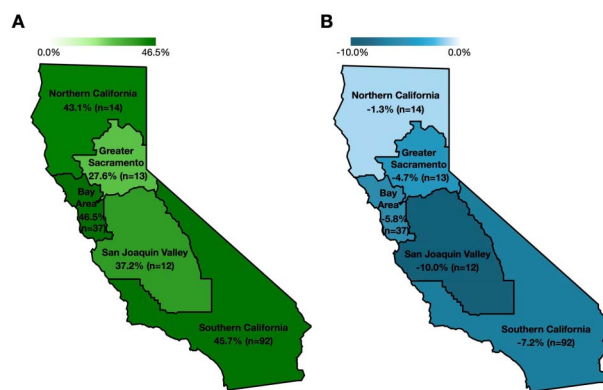 A
0.0% 46.5%
Northern California
43.1% (n=14)
Greater
Sacramento
27.6% (n=13)
Bay
Area
46.5%
(n=37)
San Joaquin Valley
37.2% (n=12)
Southern California
45.7% (n=92)
B
-10.0% 0.0%
Northern California
-1.3% (n=14)
Greater
Sacramento
-4.7% (n=13)
Bay
Area
-5.8%
(n=37)
San Joaquin Valley
-10.0% (n=12)
Southern California
-7.2% (n=92)